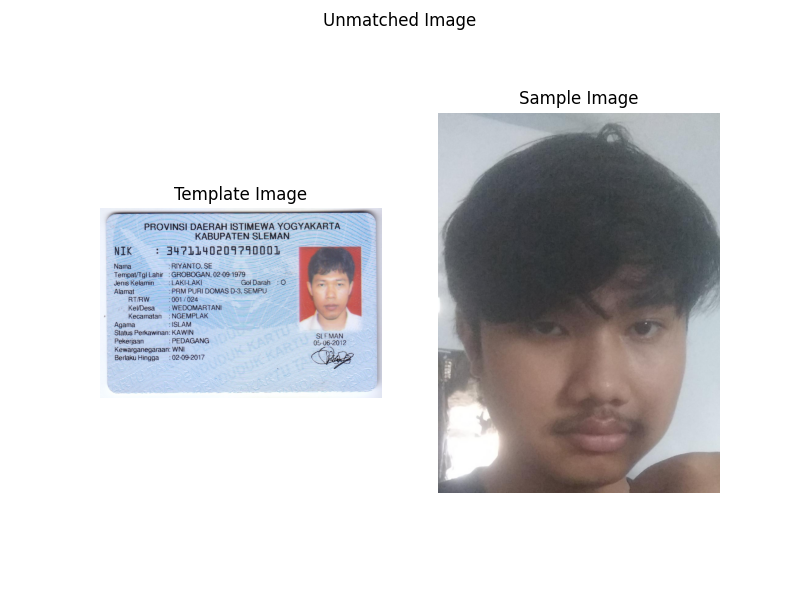 Unmatched Image
Template Image
PROVINSI DAERAH ISTIMEWA YOGYAKARTA
KABUPATEN SLEMAN
NIK : 3471140209790001
Nama : RIYANTO. SE
Tempat/Tgl Lahir : GROBOGAN, 02-09-1979
Jenis Kelamin : LAKI-LAKI Gol Darah : O
Alamat : PRM PURI DOMAS D-3, SEMPU
RT/RW : 001 / 024
Kel/Desa : WEDOMARTANI
Kecamatan : NGEMPLAK
Agama : ISLAM
Status Perkawinan: KAWIN
Pekerjaan : PEDAGANG
Kewarganegaraan: WNI
Berlaku Hingga : 02-09-2017
SLEMAN
05-06-2012
Sample Image